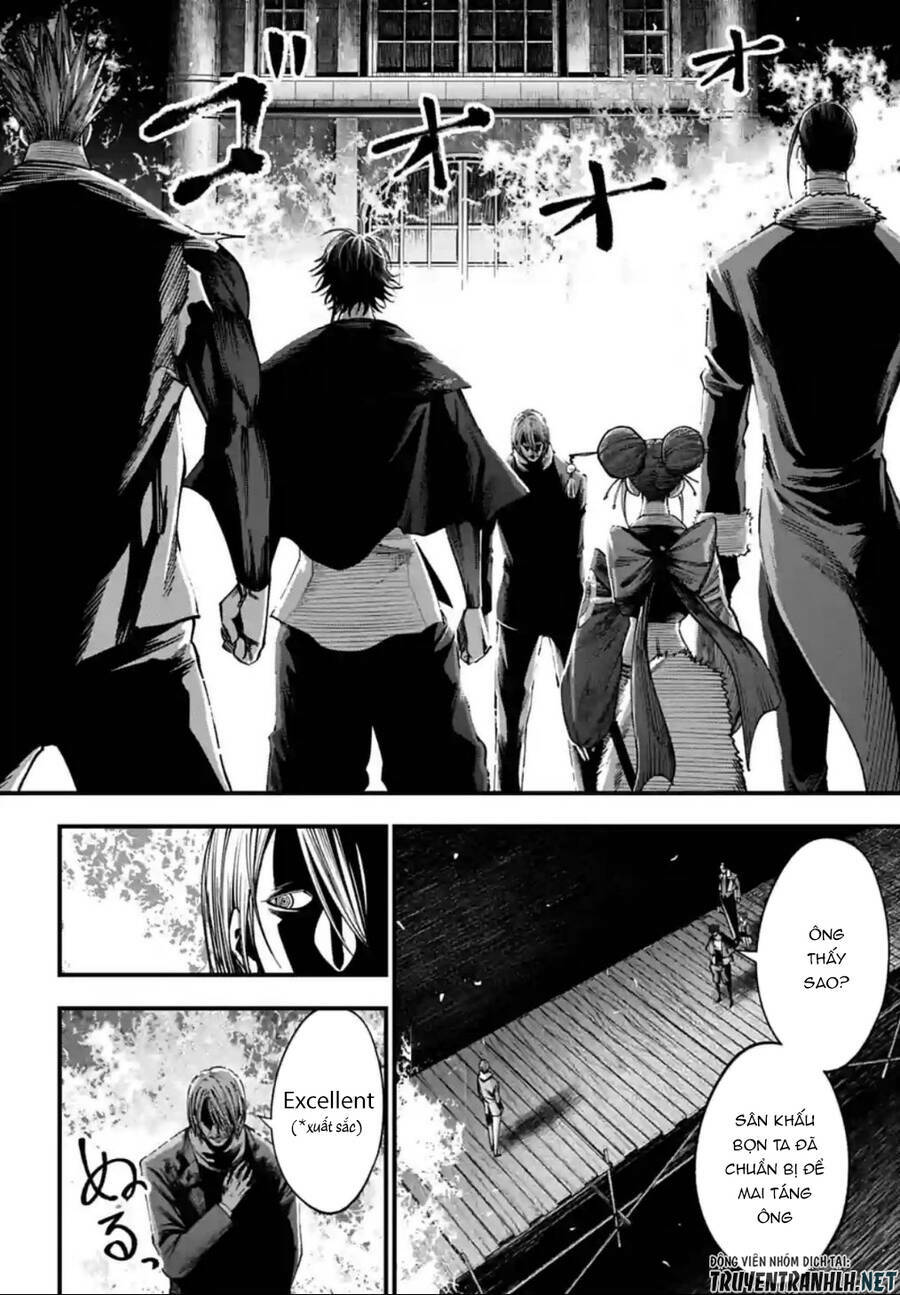 ゴオオオ
ÔNG
THẤY
SAO?
SÂN KHẤU
BỌN TA ĐÃ
CHUẨN BỊ ĐỂ
MAI TÁNG
ÔNG
Excellent
(*xuất sắc)
ぬるっ
ĐỘNG VIÊN NHÓM DỊCH TẠI:
TRUYENTRANHLH.NET